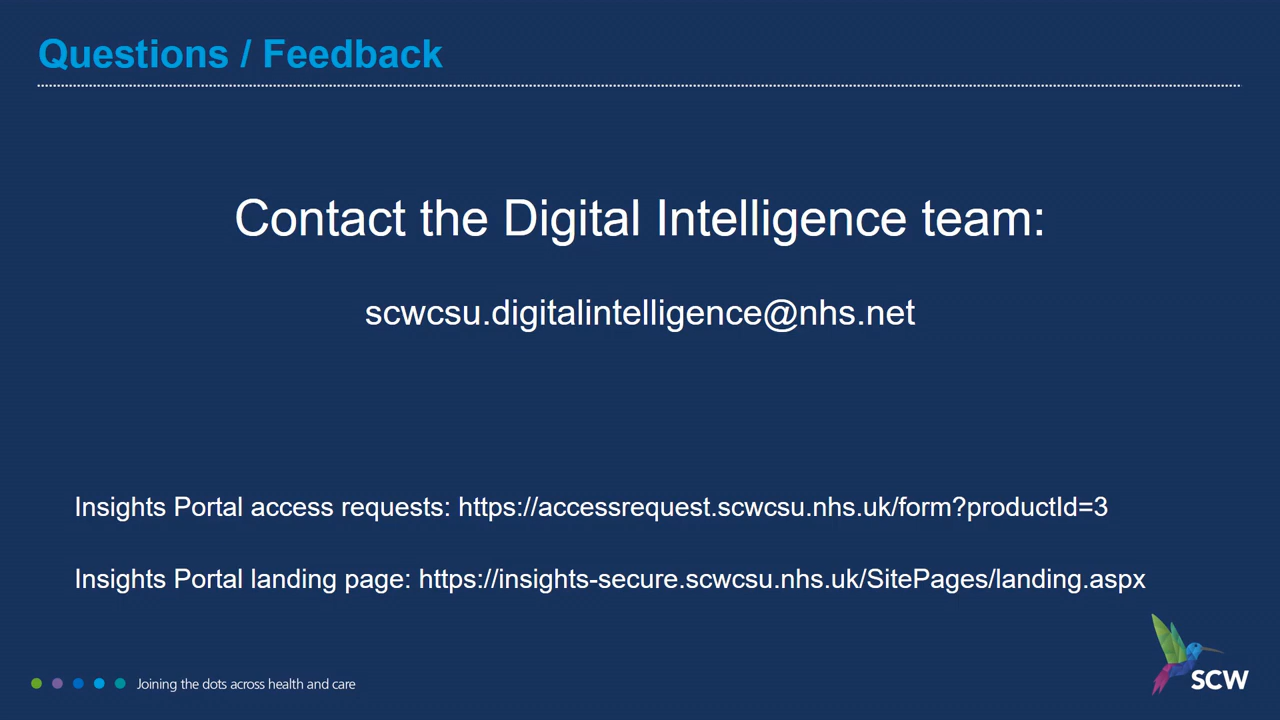 Questions / Feedback
Contact the Digital Intelligence team:
scwcsu.digitalintelligence@nhs.net
Insights Portal access requests: https://accessrequest.scwcsu.nhs.uk/form?productId=3
Insights Portal landing page: https://insights-secure.scwcsu.nhs.uk/SitePages/landing.aspx
Joining the dots across health and care
SCW